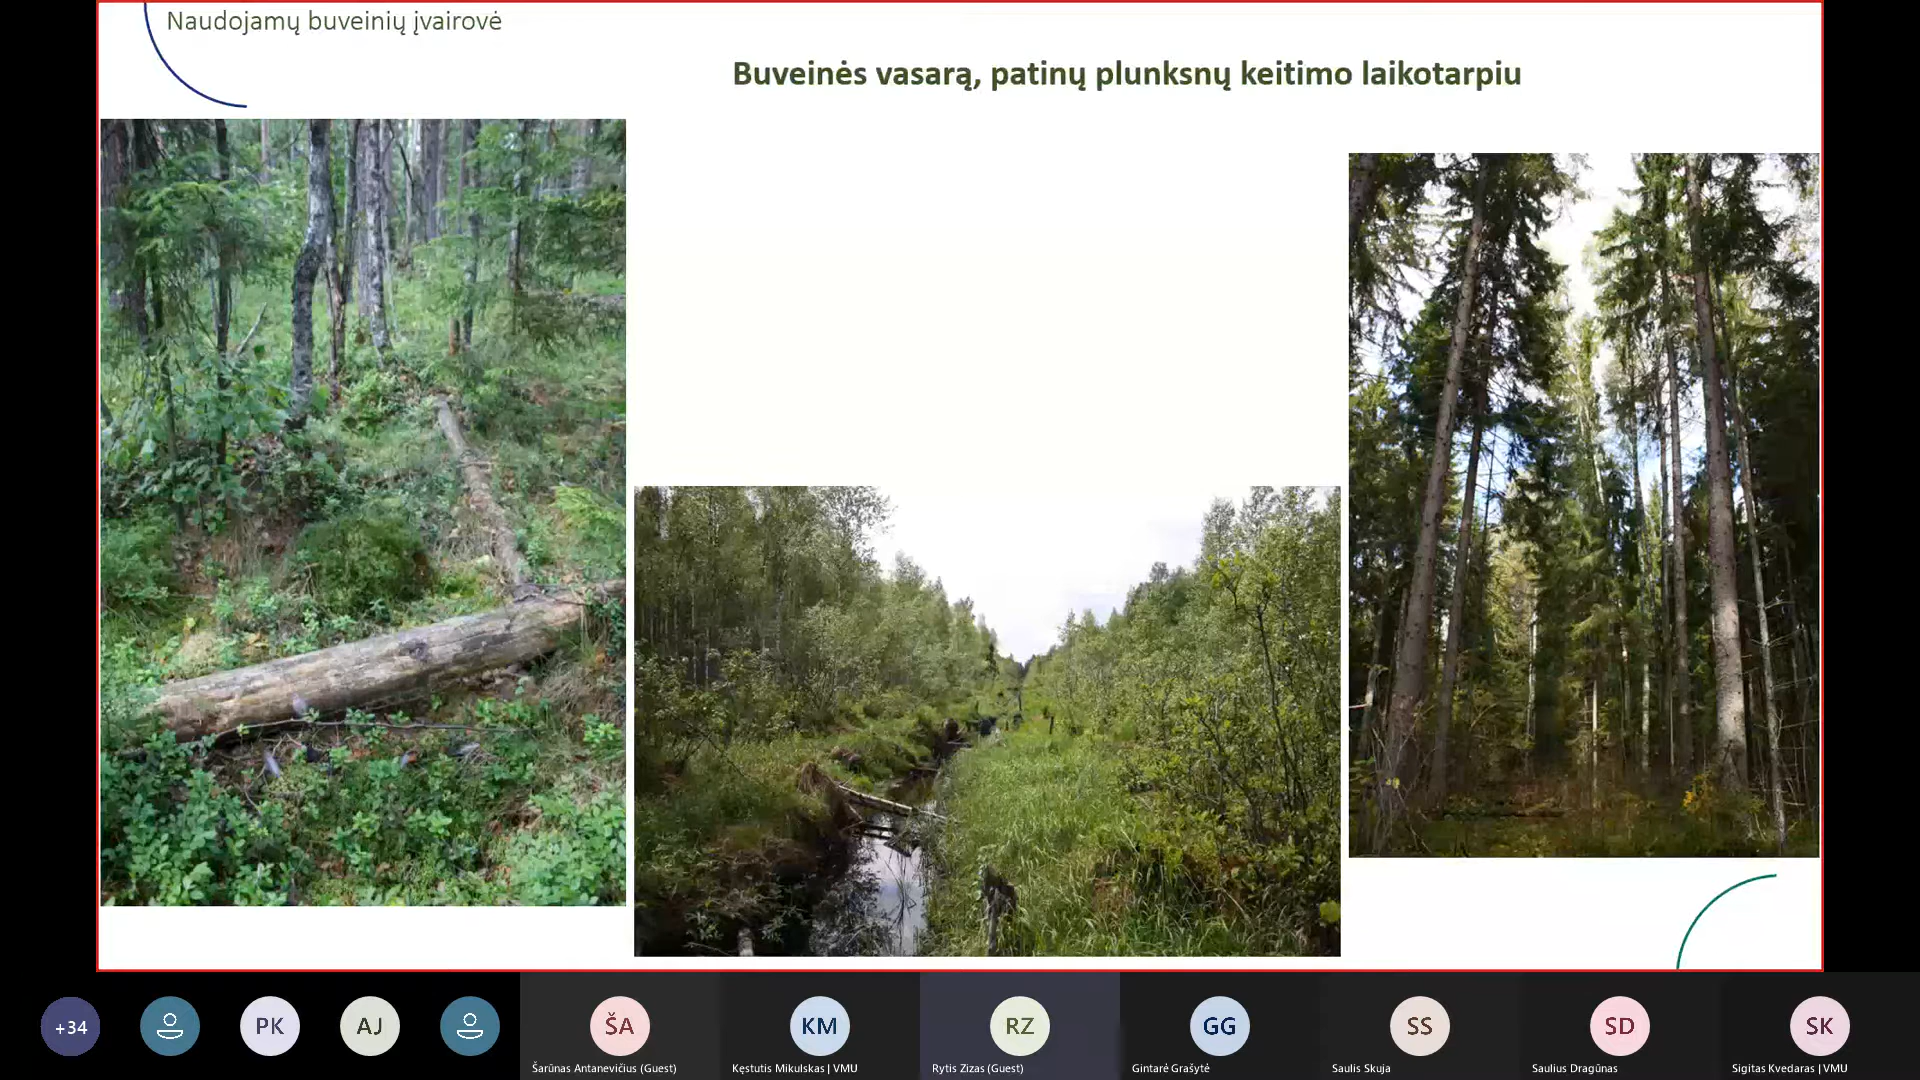 Naudojamų buveinių įvairovė
Buveinės vasarą, patinų plunksnų keitimo laikotarpiu
+34
PK
AJ
ŠA
KM
RZ
GG
SS
SD
SK
Šarūnas Antanevičius (Guest)
Kęstutis Mikulskas | VMU
Rytis Zizas (Guest)
Gintarė Grašytė
Saulis Skuja
Saulius Dragūnas
Sigitas Kvedaras | VMU